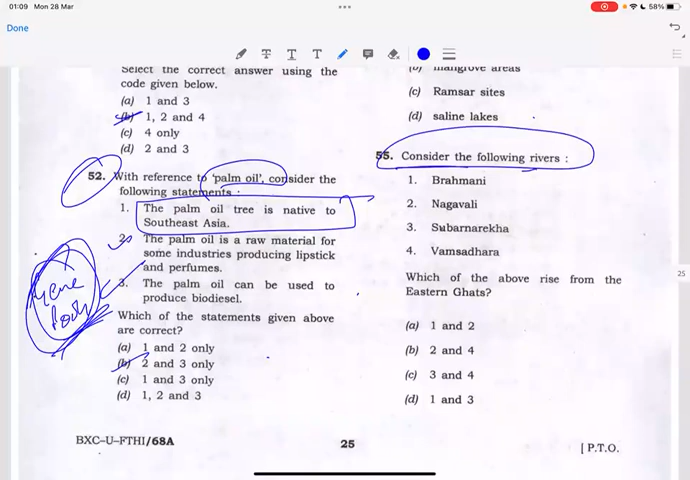 01:09 Mon 28 Mar
58%
Done
Select the correct answer using the
code given below.
(a) 1 and 3
(b) 1, 2 and 4
(c) 4 only
(d) 2 and 3
52. With reference to 'palm oil', consider the
following statements :
1. The palm oil tree is native to
Southeast Asia.
2. The palm oil is a raw material for
some industries producing lipstick
and perfumes.
3. The palm oil can be used to
produce biodiesel.
Which of the statements given above
are correct?
(a) 1 and 2 only
(b) 2 and 3 only
(c) 1 and 3 only
(d) 1, 2 and 3
BXC-U-FTHI/68A
25
(b) mangrove areas
(c) Ramsar sites
(d) saline lakes
55. Consider the following rivers :
1. Brahmani
2. Nagavali
3. Subarnarekha
4. Vamsadhara
Which of the above rise from the
Eastern Ghats?
(a) 1 and 2
(b) 2 and 4
(c) 3 and 4
(d) 1 and 3
[ P.T.O.
25